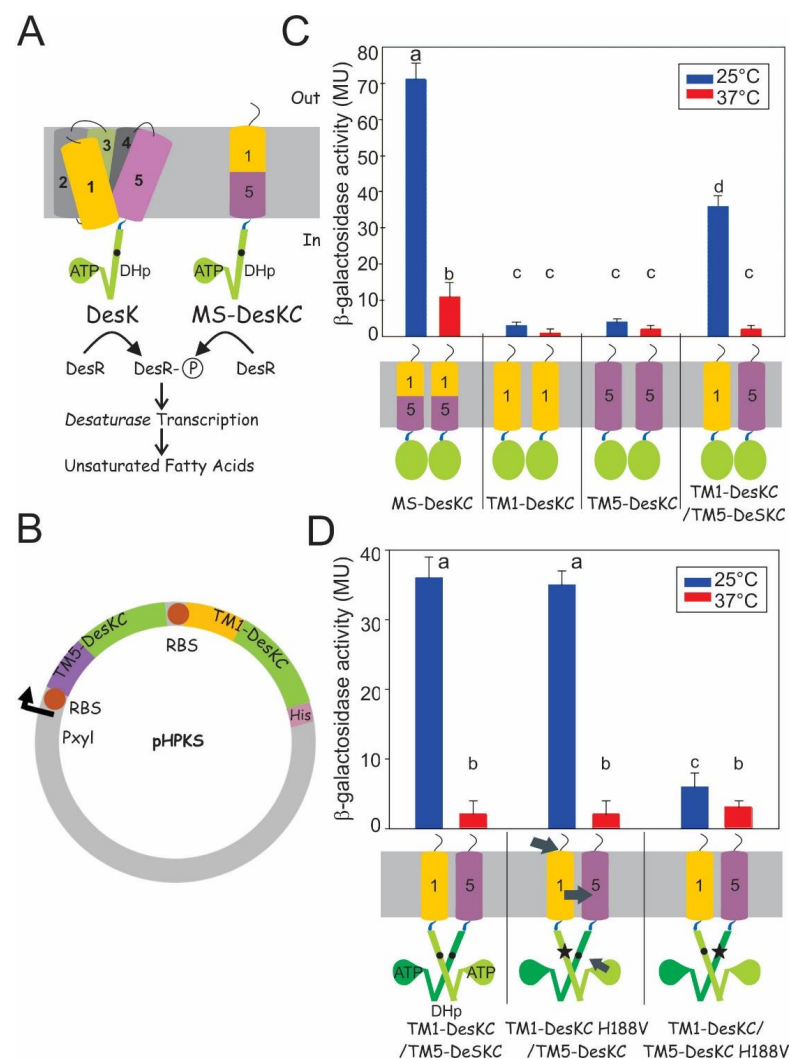 A
Out
3
4
2
1
5
1
5
In
ATP
DHp
ATP
DHp
DesK
MS-DesKC
DesR
DesR-P
DesR
Desaturase Transcription
Unsaturated Fatty Acids
B
TM5-DesKC
TM1-DesKC
RBS
RBS
His
Pxyl
pHPKS
C
β-galactosidase activity (MU)
80
70
60
50
40
30
20
10
0
25°C
37°C
a
b
c
c
c
c
d
c
1
1
5
5
1
1
5
5
1
5
MS-DesKC
TM1-DesKC
TM5-DesKC
TM1-DesKC
/TM5-DeSKC
D
β-galactosidase activity (MU)
40
30
20
10
0
25°C
37°C
a
b
a
b
c
b
1
5
1
5
1
5
ATP
ATP
DHp
TM1-DesKC
/TM5-DeSKC
TM1-DesKC H188V
/TM5-DesKC
TM1-DesKC/
TM5-DesKC H188V